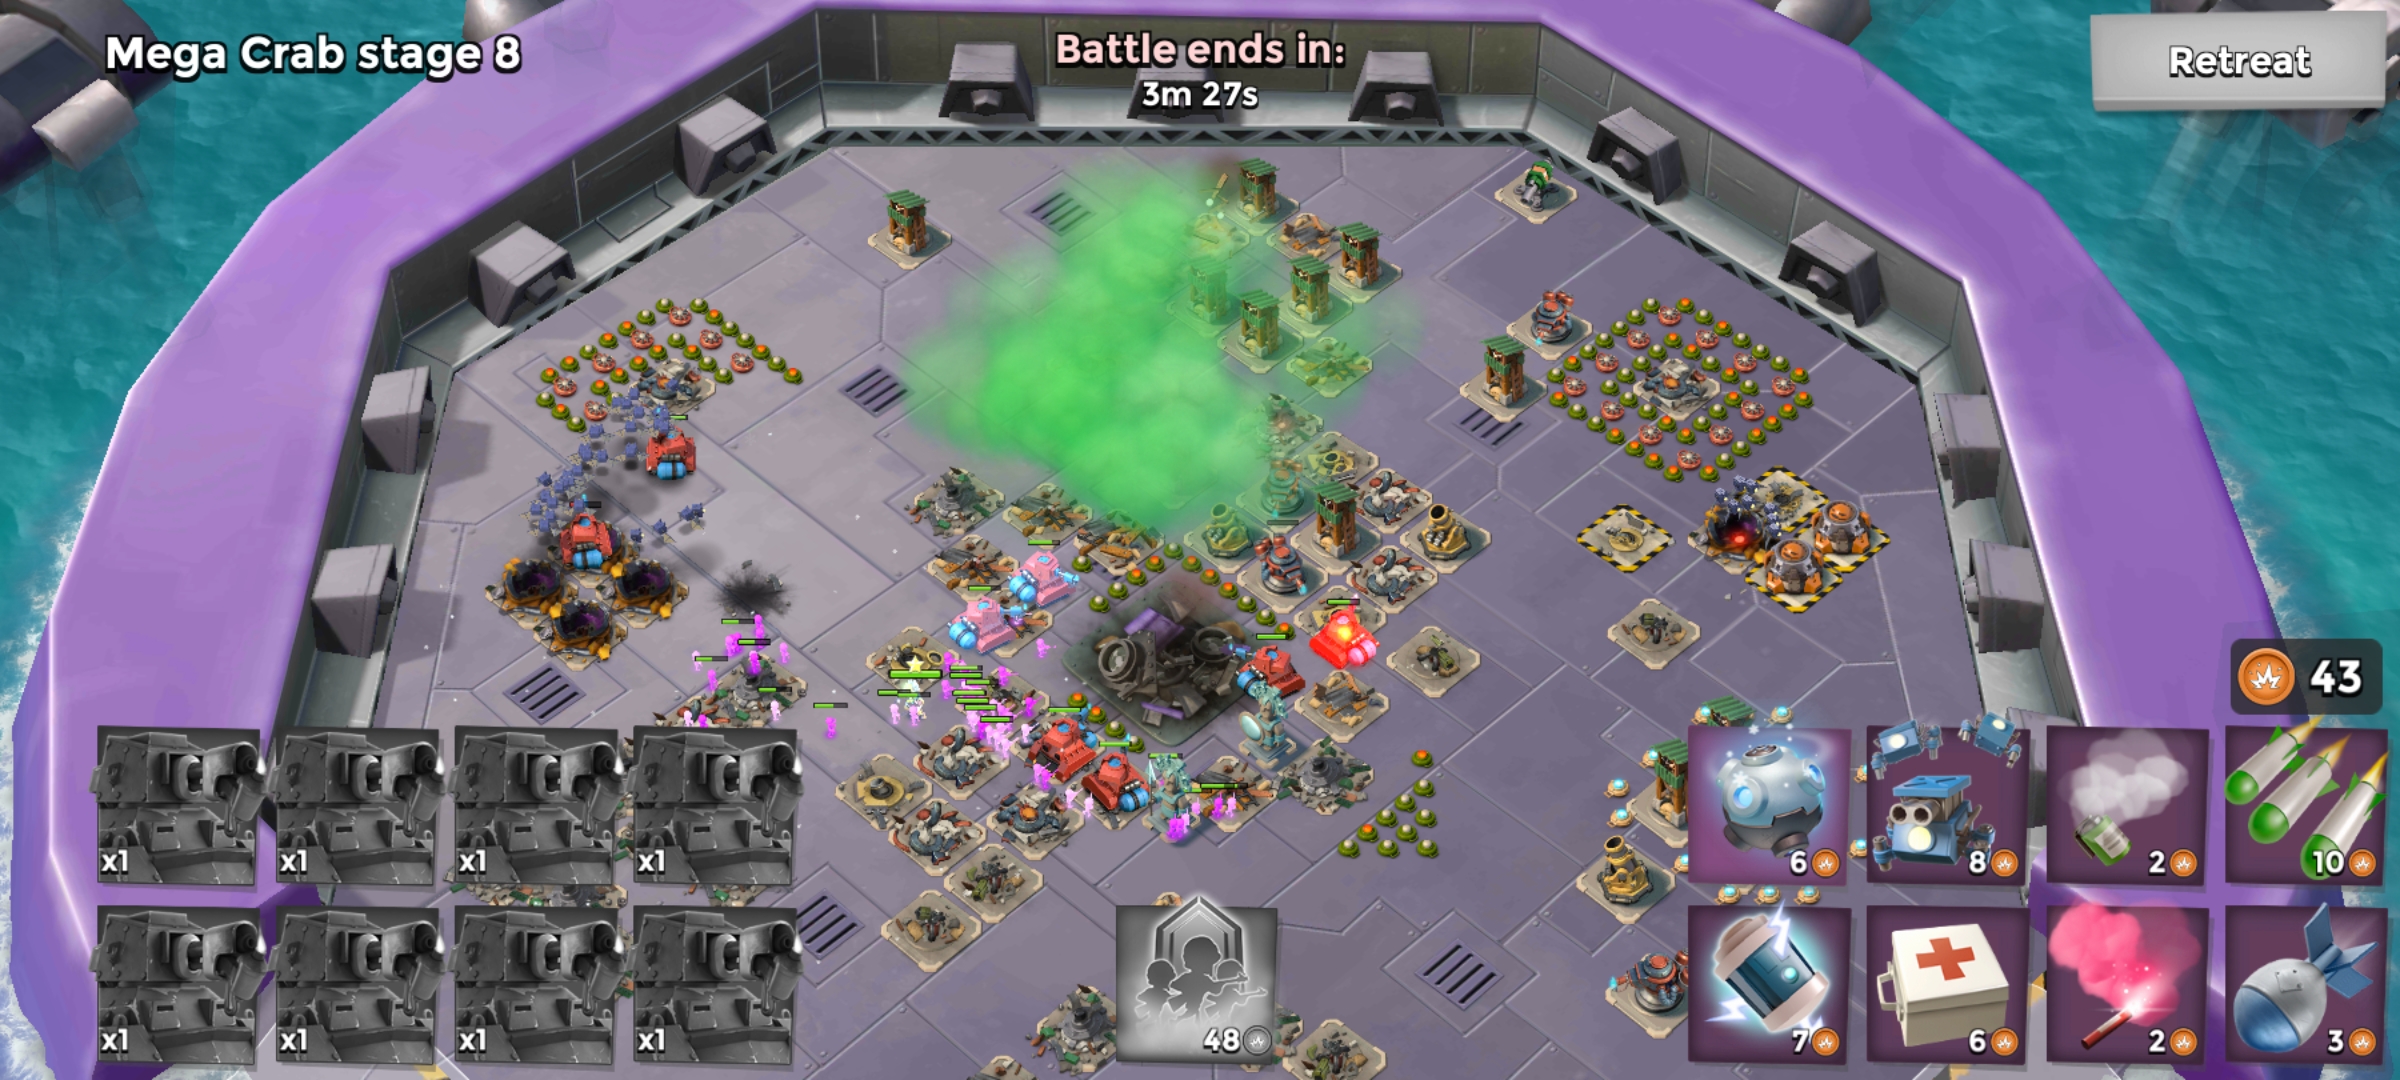 Mega Crab stage 8
Battle ends in:
3m 27s
Retreat
43
x1
x1
x1
x1
6
8
2
10
x1
x1
x1
x1
48
7
6
2
3